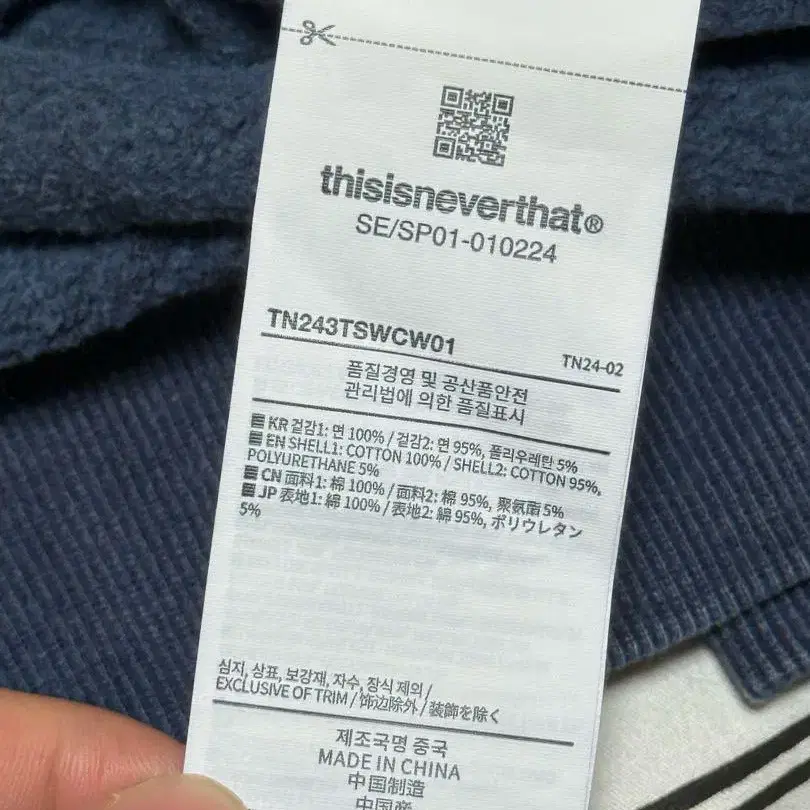 thisisneverthat®
SE/SP01-010224
TN243TSWCW01
TN24-02
품질경영 및 공산품안전
관리법에 의한 품질표시
KR 겉감1: 면 100% / 겉감2: 면 95%, 폴리우레탄 5%
EN SHELL1: COTTON 100% / SHELL2: COTTON 95%,
POLYURETHANE 5%
CN 面料1: 棉 100% / 面料2: 棉 95%, 聚氨酯 5%
JP 表地1: 綿 100% / 表地2: 綿 95%, ポリウレタン
5%
심지, 상표, 보강재, 자수, 장식 제외 /
EXCLUSIVE OF TRIM / 饰边除外 / 装飾を除く
제조국명 중국
MADE IN CHINA
中国制造
中国産